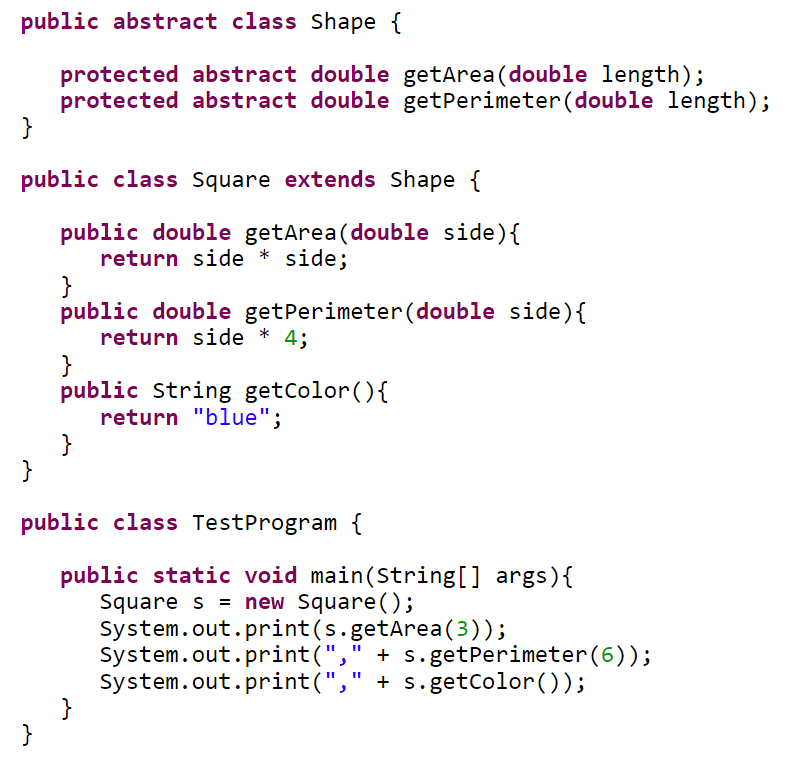 public abstract class Shape {
protected abstract double getArea(double length);
protected abstract double getPerimeter(double length);
}
public class Square extends Shape {
public double getArea(double side){
return side * side;
}
public double getPerimeter(double side){
return side * 4;
}
public String getColor(){
return "blue";
}
}
public class TestProgram {
public static void main(String[] args){
Square s = new Square();
System.out.print(s.getArea(3));
System.out.print("," + s.getPerimeter(6));
System.out.print("," + s.getColor());
}
}